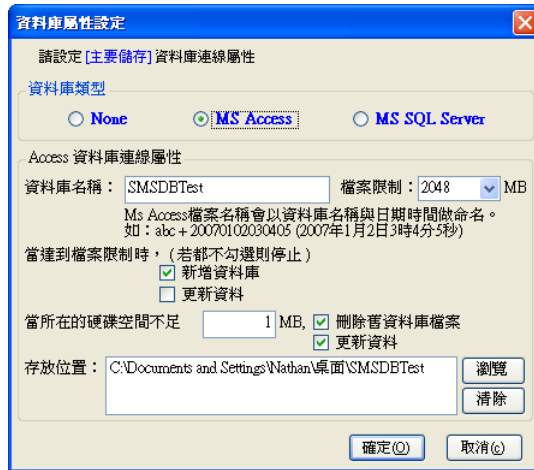 資料庫屬性設定
請設定 [主要儲存] 資料庫連線屬性
資料庫類型
None MS Access MS SQL Server
Access 資料庫連線屬性
資料庫名稱： SMSDBTest 檔案限制： 2048 MB
Ms Access檔案名稱會以資料庫名稱與日期時間做命名。
如：abc + 20070102030405 (2007年1月2日3時4分5秒)
當達到檔案限制時，( 若都不勾選則停止 )
新增資料庫
更新資料
當所在的硬碟空間不足 1 MB, 刪除舊資料庫檔案
更新資料
存放位置： C:\Documents and Settings\Nathan\桌面\SMSDBTest 瀏覽
清除
確定(O) 取消(c)